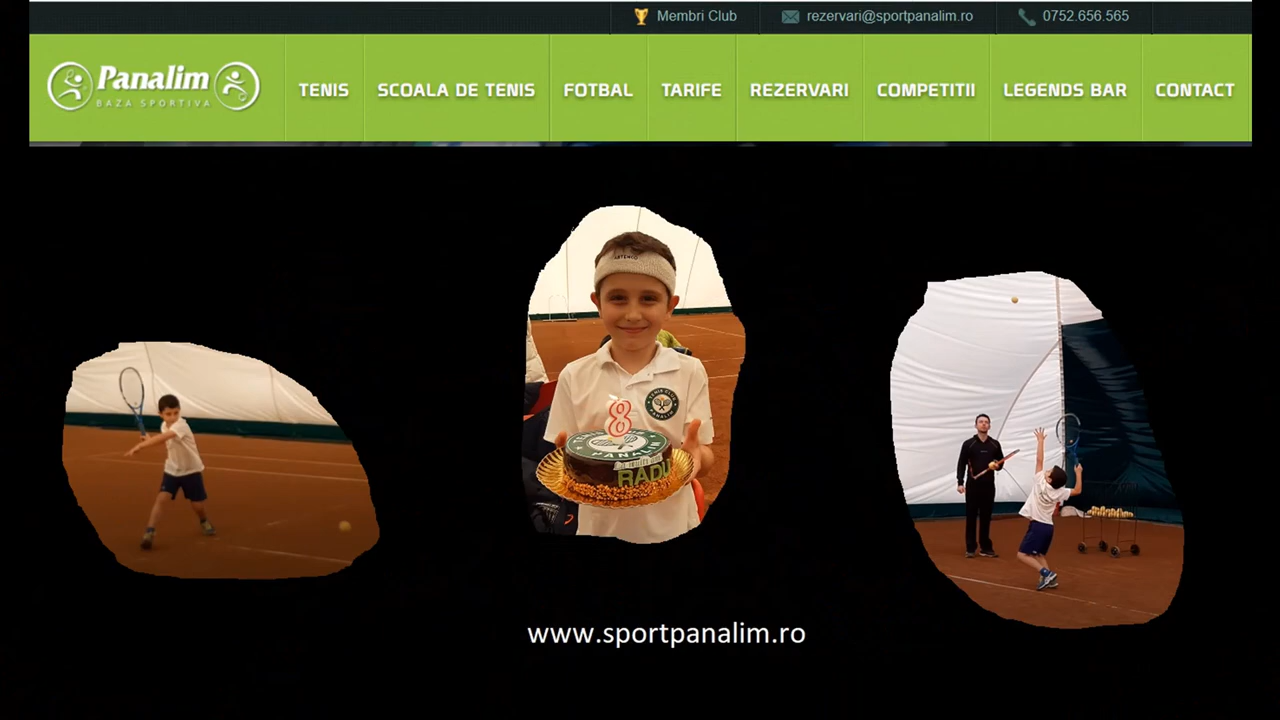 Membri Club
rezervari@sportpanalim.ro
0752.656.565
Panalim
BAZA SPORTIVA
TENIS
SCOALA DE TENIS
FOTBAL
TARIFE
REZERVARI
COMPETITII
LEGENDS BAR
CONTACT
8
PANALIM
RADU
www.sportpanalim.ro